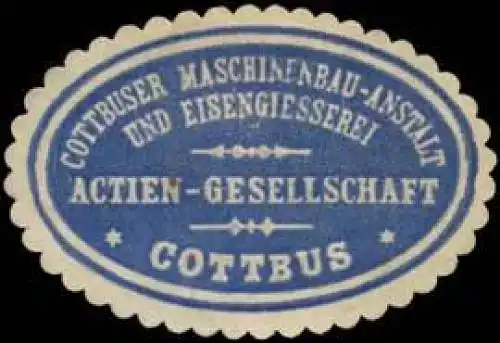 COTTBUSER MASCHINENBAU-ANSTALT
UND EISENGIESSEREI
ACTIEN-GESELLSCHAFT
* COTTBUS *